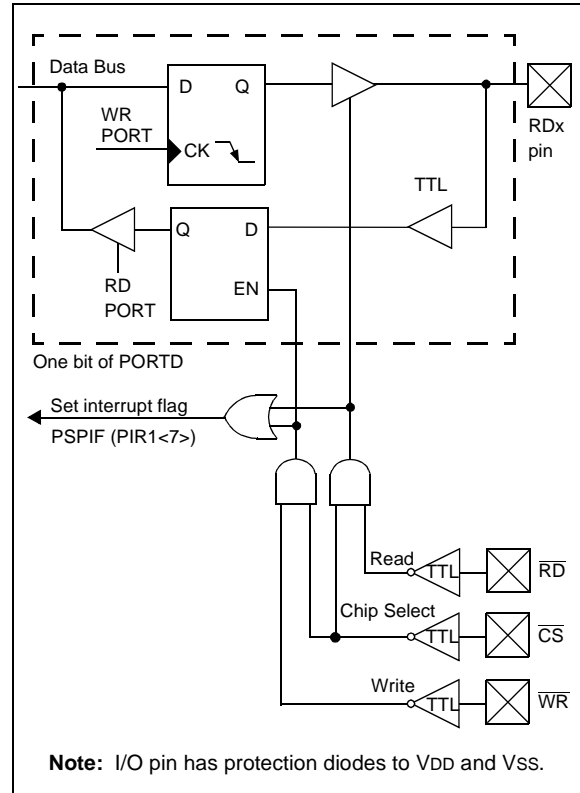 Data Bus
D Q
WR
PORT
CK
RDx
pin
TTL
Q D
RD
PORT
EN
One bit of PORTD
Set interrupt flag
PSPIF (PIR1<7>)
Read
TTL
RD
Chip Select
TTL
CS
Write
TTL
WR
Note: I/O pin has protection diodes to VDD and VSS.